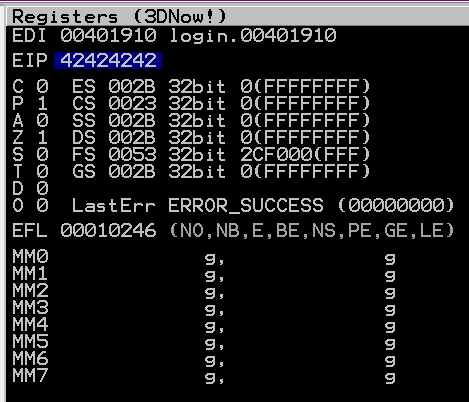 Registers (3DNow!)
EDI 00401910 login.00401910
EIP 42424242
C 0 ES 002B 32bit 0(FFFFFFFF)
P 1 CS 0023 32bit 0(FFFFFFFF)
A 0 SS 002B 32bit 0(FFFFFFFF)
Z 1 DS 002B 32bit 0(FFFFFFFF)
S 0 FS 0053 32bit 2CF000(FFF)
T 0 GS 002B 32bit 0(FFFFFFFF)
D 0
O 0 LastErr ERROR_SUCCESS (00000000)
EFL 00010246 (NO,NB,E,BE,NS,PE,GE,LE)
MM0 g, g
MM1 g, g
MM2 g, g
MM3 g, g
MM4 g, g
MM5 g, g
MM6 g, g
MM7 g, g